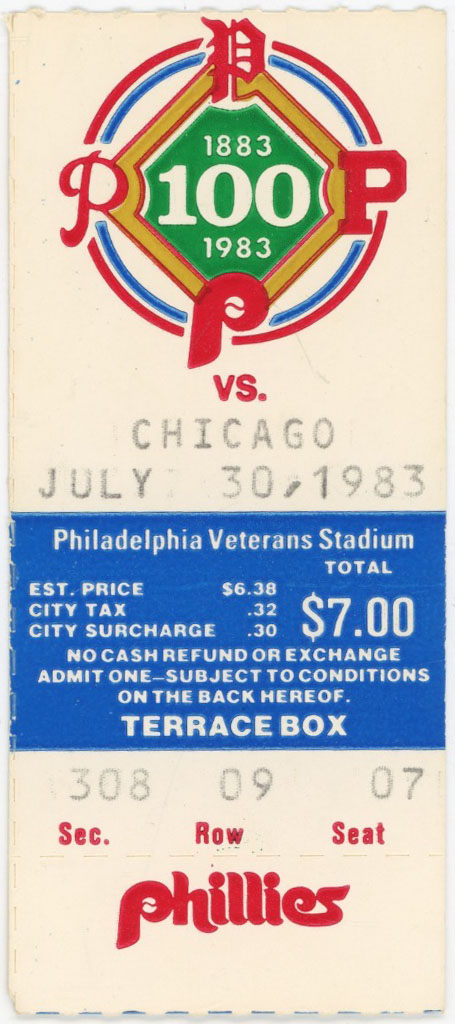 P
1883
P 100 P
1983
P
VS.
CHICAGO
JULY 30,1983
Philadelphia Veterans Stadium
TOTAL
EST. PRICE $6.38
CITY TAX .32 $7.00
CITY SURCHARGE .30
NO CASH REFUND OR EXCHANGE
ADMIT ONE—SUBJECT TO CONDITIONS
ON THE BACK HEREOF.
TERRACE BOX
308 09 07
Sec. Row Seat
phillies